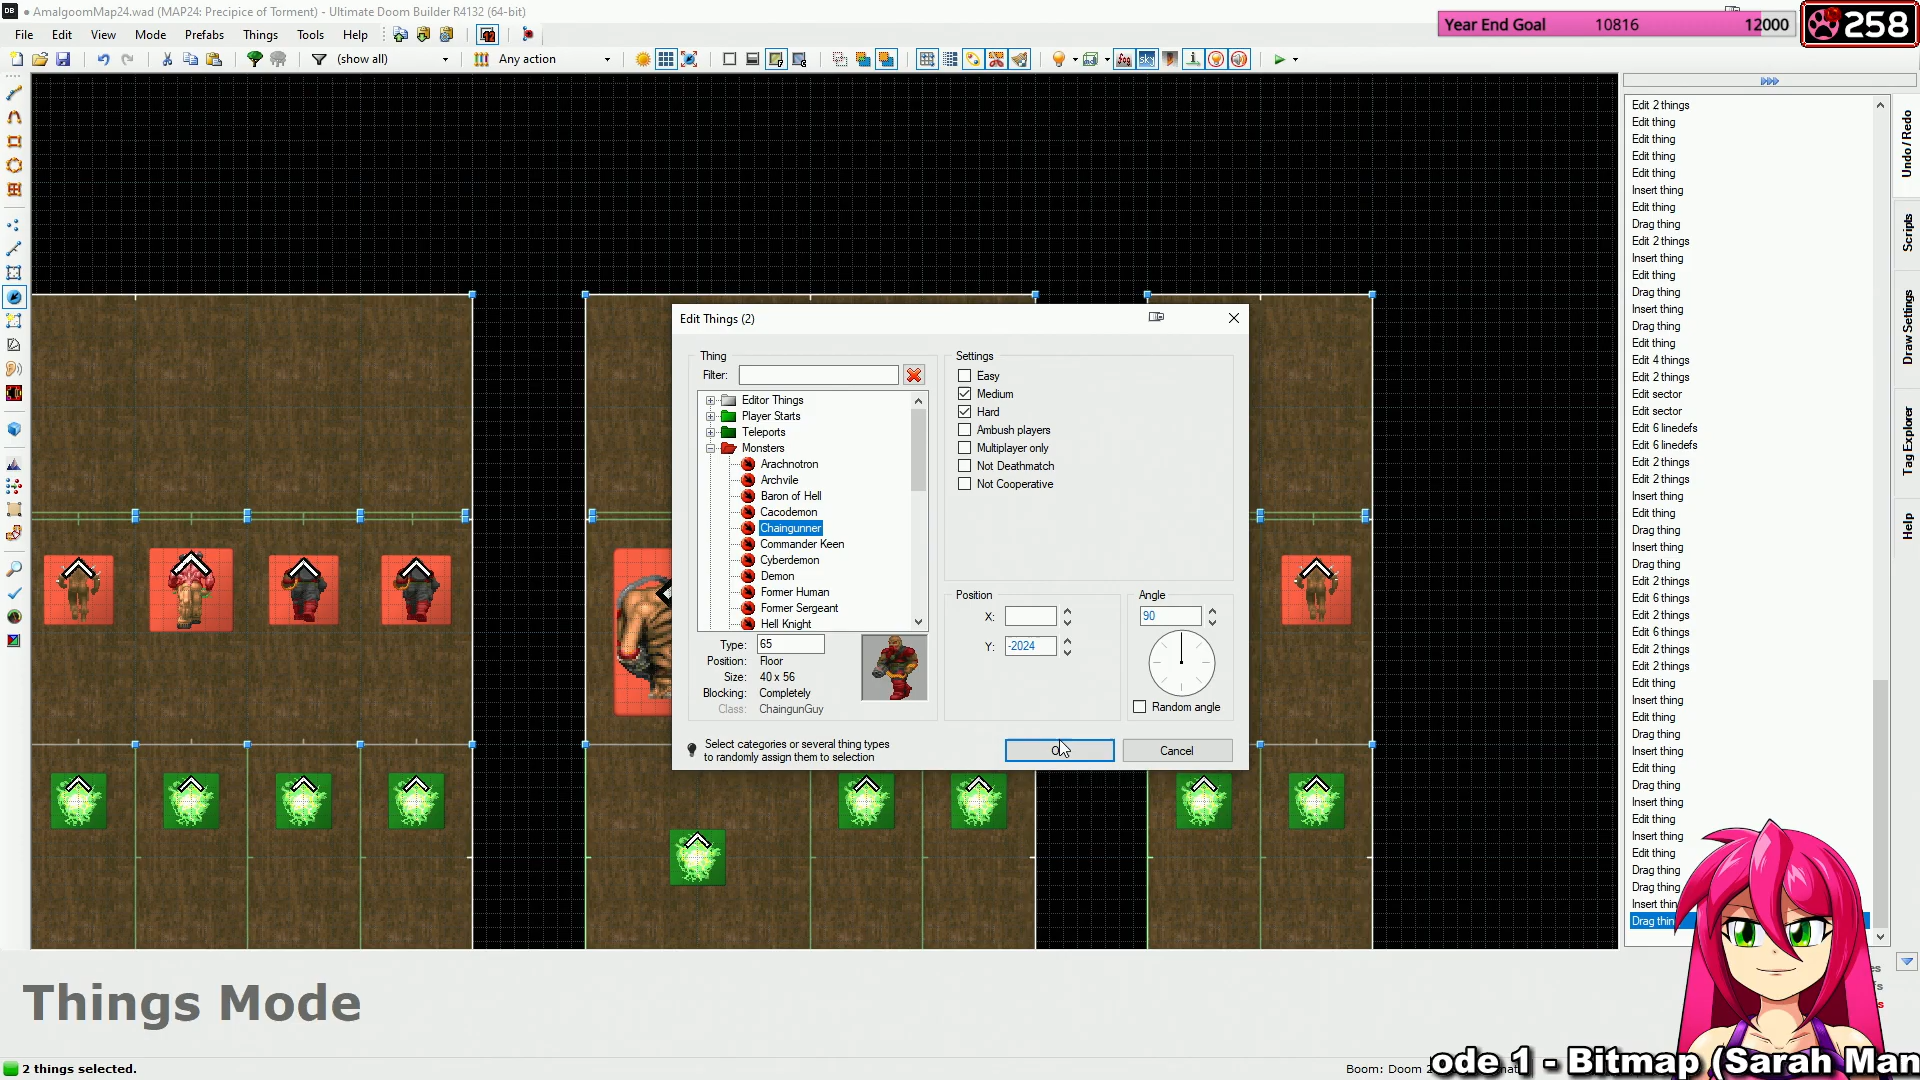 AmalgoomMap24.wad (MAP24: Precipice of Torment) - Ultimate Doom Builder R4132 (64-bit)
Year End Goal 10816 12000
258
File Edit View Mode Prefabs Things Tools Help
(show all) Any action
fog sky
Edit 2 things
Edit thing
Edit thing
Edit thing
Edit thing
Insert thing
Edit thing
Drag thing
Edit 2 things
Insert thing
Edit thing
Drag thing
Insert thing
Drag thing
Edit thing
Edit 4 things
Edit 2 things
Edit sector
Edit sector
Edit 6 linedefs
Edit 6 linedefs
Edit 2 things
Edit 2 things
Insert thing
Edit thing
Drag thing
Insert thing
Drag thing
Edit 2 things
Edit 6 things
Edit 2 things
Edit 6 things
Edit 2 things
Edit 2 things
Edit thing
Insert thing
Edit thing
Drag thing
Insert thing
Edit thing
Drag thing
Insert thing
Edit thing
Insert thing
Edit thing
Drag thing
Drag thing
Insert thin
Drag thin
Undo / Redo
Scripts
Draw Settings
Tag Explorer
Help
Edit Things (2)
Thing
Filter:
Editor Things
Player Starts
Teleports
Monsters
Arachnotron
Archvile
Baron of Hell
Cacodemon
Chaingunner
Commander Keen
Cyberdemon
Demon
Former Human
Former Sergeant
Hell Knight
Type: 65
Position: Floor
Size: 40 x 56
Blocking: Completely
Class: ChaingunGuy
Settings
Easy
Medium
Hard
Ambush players
Multiplayer only
Not Deathmatch
Not Cooperative
Position
X:
Y: -2024
Angle
90
Random angle
Select categories or several thing types
to randomly assign them to selection
Cancel
Things Mode
2 things selected.
Boom: Doom 2
ode 1 - Bitmap (Sarah Man